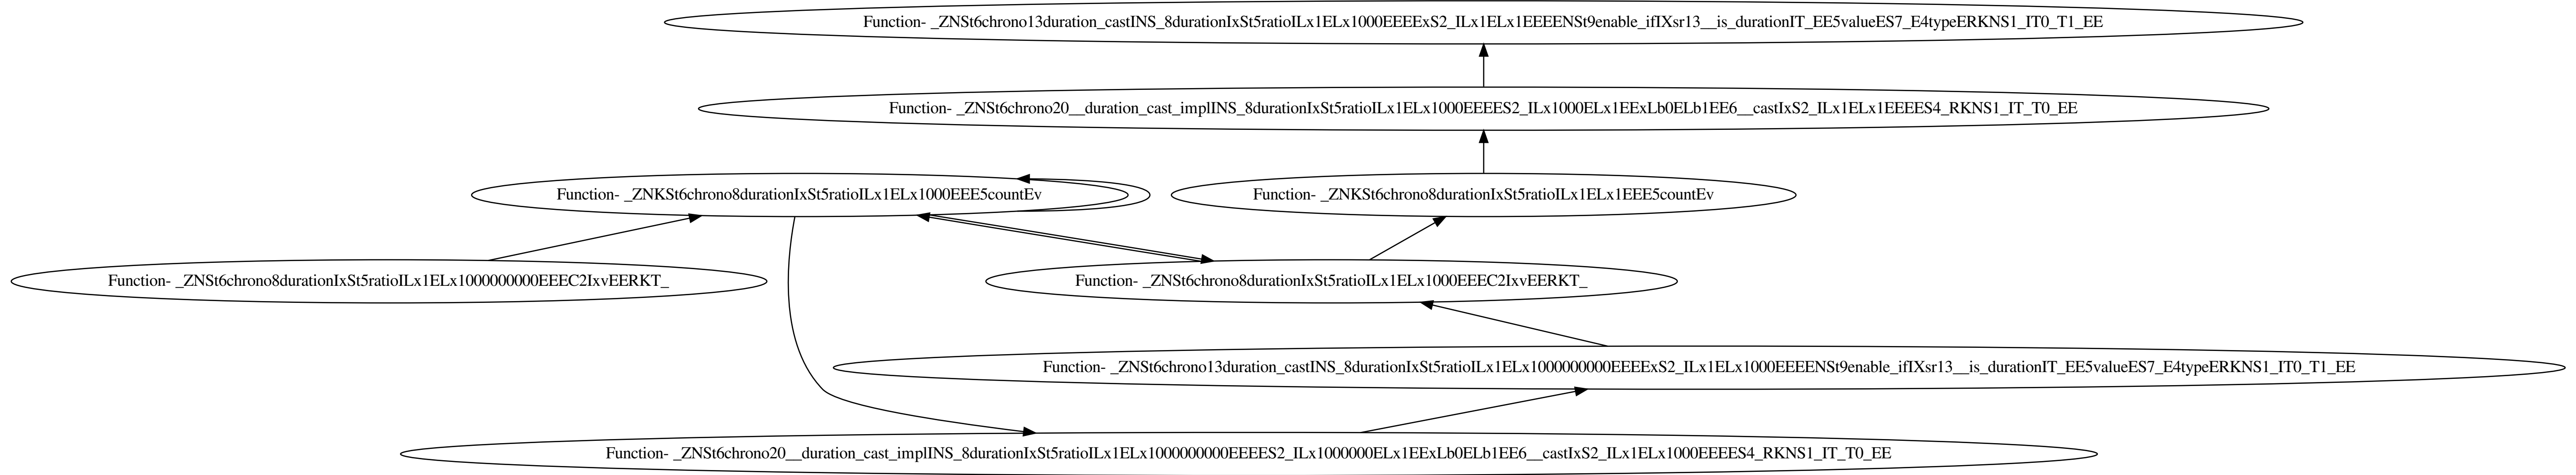 Function- _ZNSt6chrono13duration_castINS_8durationIxSt5ratioILx1ELx1000EEEExS2_ILx1ELx1EEEENSt9enable_ifIXsr13__is_durationIT_EE5valueES7_E4typeERKNS1_IT0_T1_EE
Function- _ZNSt6chrono20__duration_cast_implINS_8durationIxSt5ratioILx1ELx1000EEEES2_ILx1000ELx1EExLb0ELb1EE6__castIxS2_ILx1ELx1EEEES4_RKNS1_IT_T0_EE
Function- _ZNKSt6chrono8durationIxSt5ratioILx1ELx1000EEE5countEv
Function- _ZNKSt6chrono8durationIxSt5ratioILx1ELx1EEE5countEv
Function- _ZNSt6chrono8durationIxSt5ratioILx1ELx1000000000EEEC2IxvEERKT_
Function- _ZNSt6chrono8durationIxSt5ratioILx1ELx1000EEEC2IxvEERKT_
Function- _ZNSt6chrono13duration_castINS_8durationIxSt5ratioILx1ELx1000000000EEEExS2_ILx1ELx1000EEEENSt9enable_ifIXsr13__is_durationIT_EE5valueES7_E4typeERKNS1_IT0_T1_EE
Function- _ZNSt6chrono20__duration_cast_implINS_8durationIxSt5ratioILx1ELx1000000000EEEES2_ILx1000000ELx1EExLb0ELb1EE6__castIxS2_ILx1ELx1000EEEES4_RKNS1_IT_T0_EE